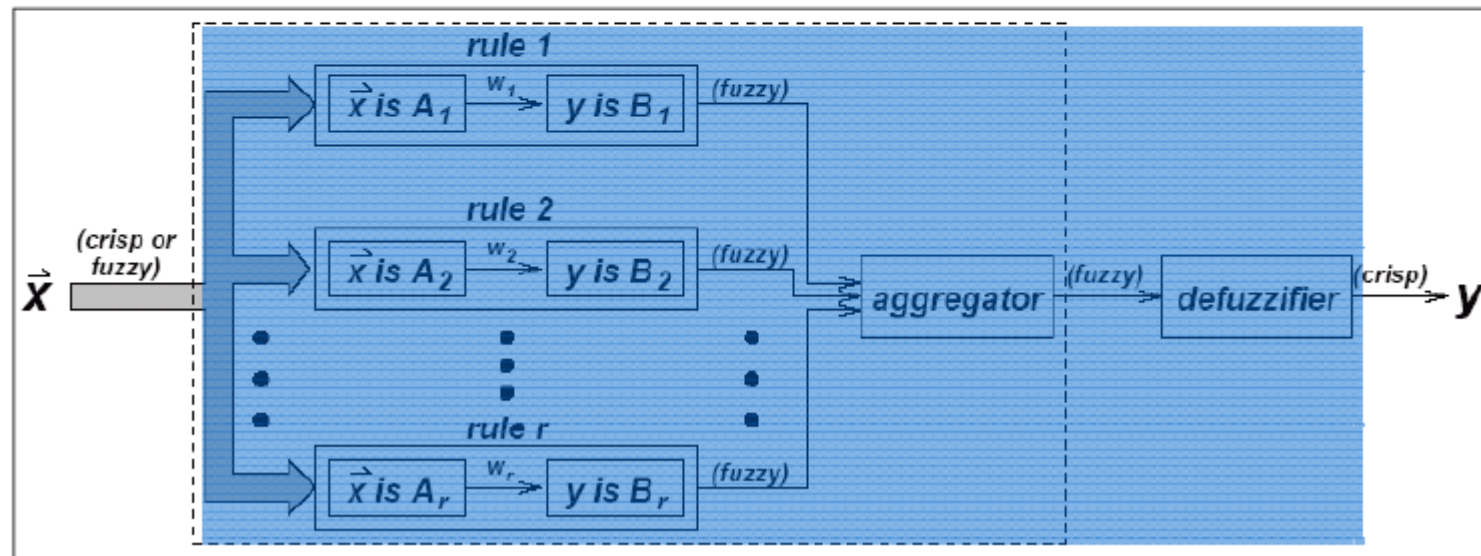 rule 1
x⃗ is A₁ w₁ y is B₁ (fuzzy)
rule 2
(crisp or
fuzzy)
x⃗
x⃗ is A₂ w₂ y is B₂ (fuzzy)
aggregator (fuzzy) defuzzifier (crisp) y
rule r
x⃗ is Aᵣ wᵣ y is Bᵣ (fuzzy)